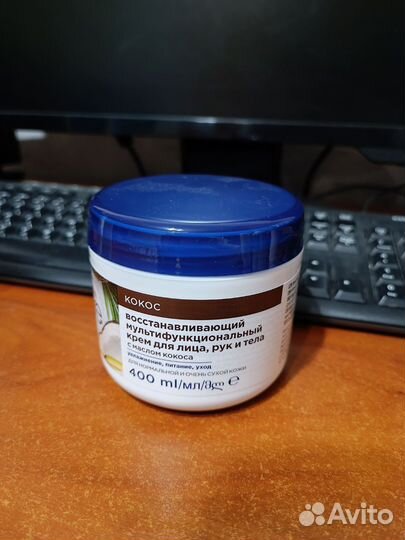 КОКОС
восстанавливающий
мультифункциональный
крем для лица, рук и тела
с маслом кокоса
увлажнение, питание, уход
ДЛЯ НОРМАЛЬНОЙ И ОЧЕНЬ СУХОЙ КОЖИ
400 ml/мл/მლ ℮
Avito